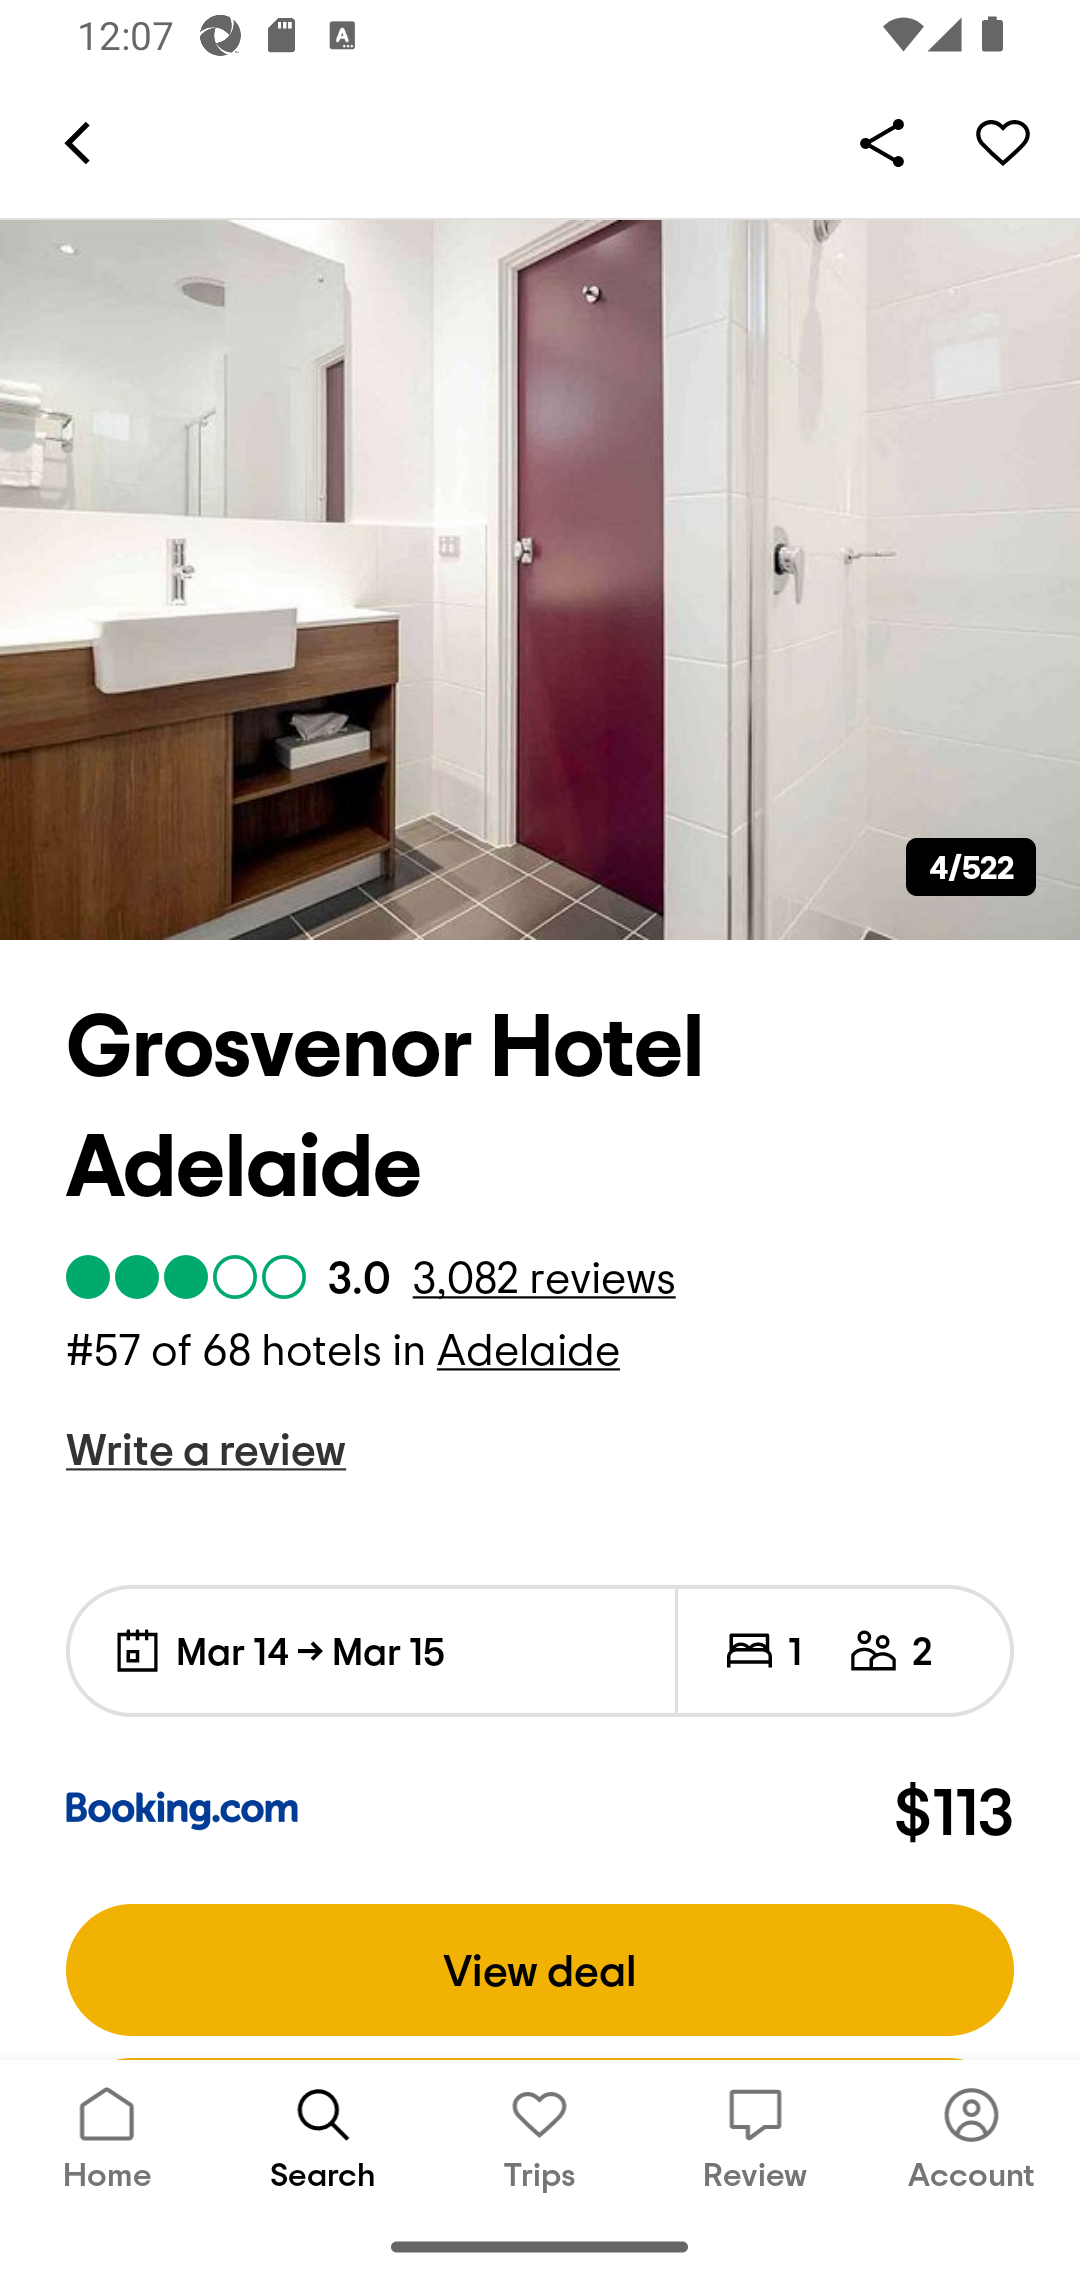 12:07
4/522
Grosvenor Hotel
Adelaide
3.0 3,082 reviews
#57 of 68 hotels in Adelaide
Write a review
Mar 14 → Mar 15 1 2
Booking.com $113
View deal
Home Search Trips Review Account